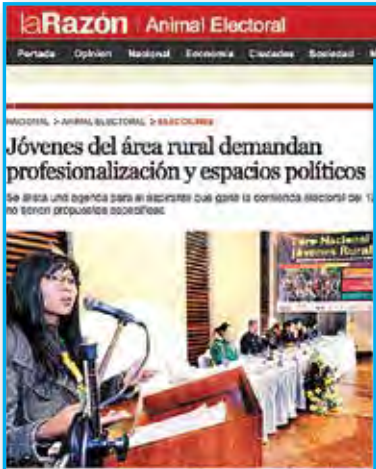 laRazón | Animal Electoral
Portada Opinion Nacional Economía Ciudades Sociedad
NACIONAL > ANIMAL ELECTORAL > ELECCIONES
Jóvenes del área rural demandan
profesionalización y espacios políticos
Se alista una agenda para el aspirante que gane la contienda electoral del 12
no tienen propuestas específicas
Foro Nacional
Jóvenes Rural